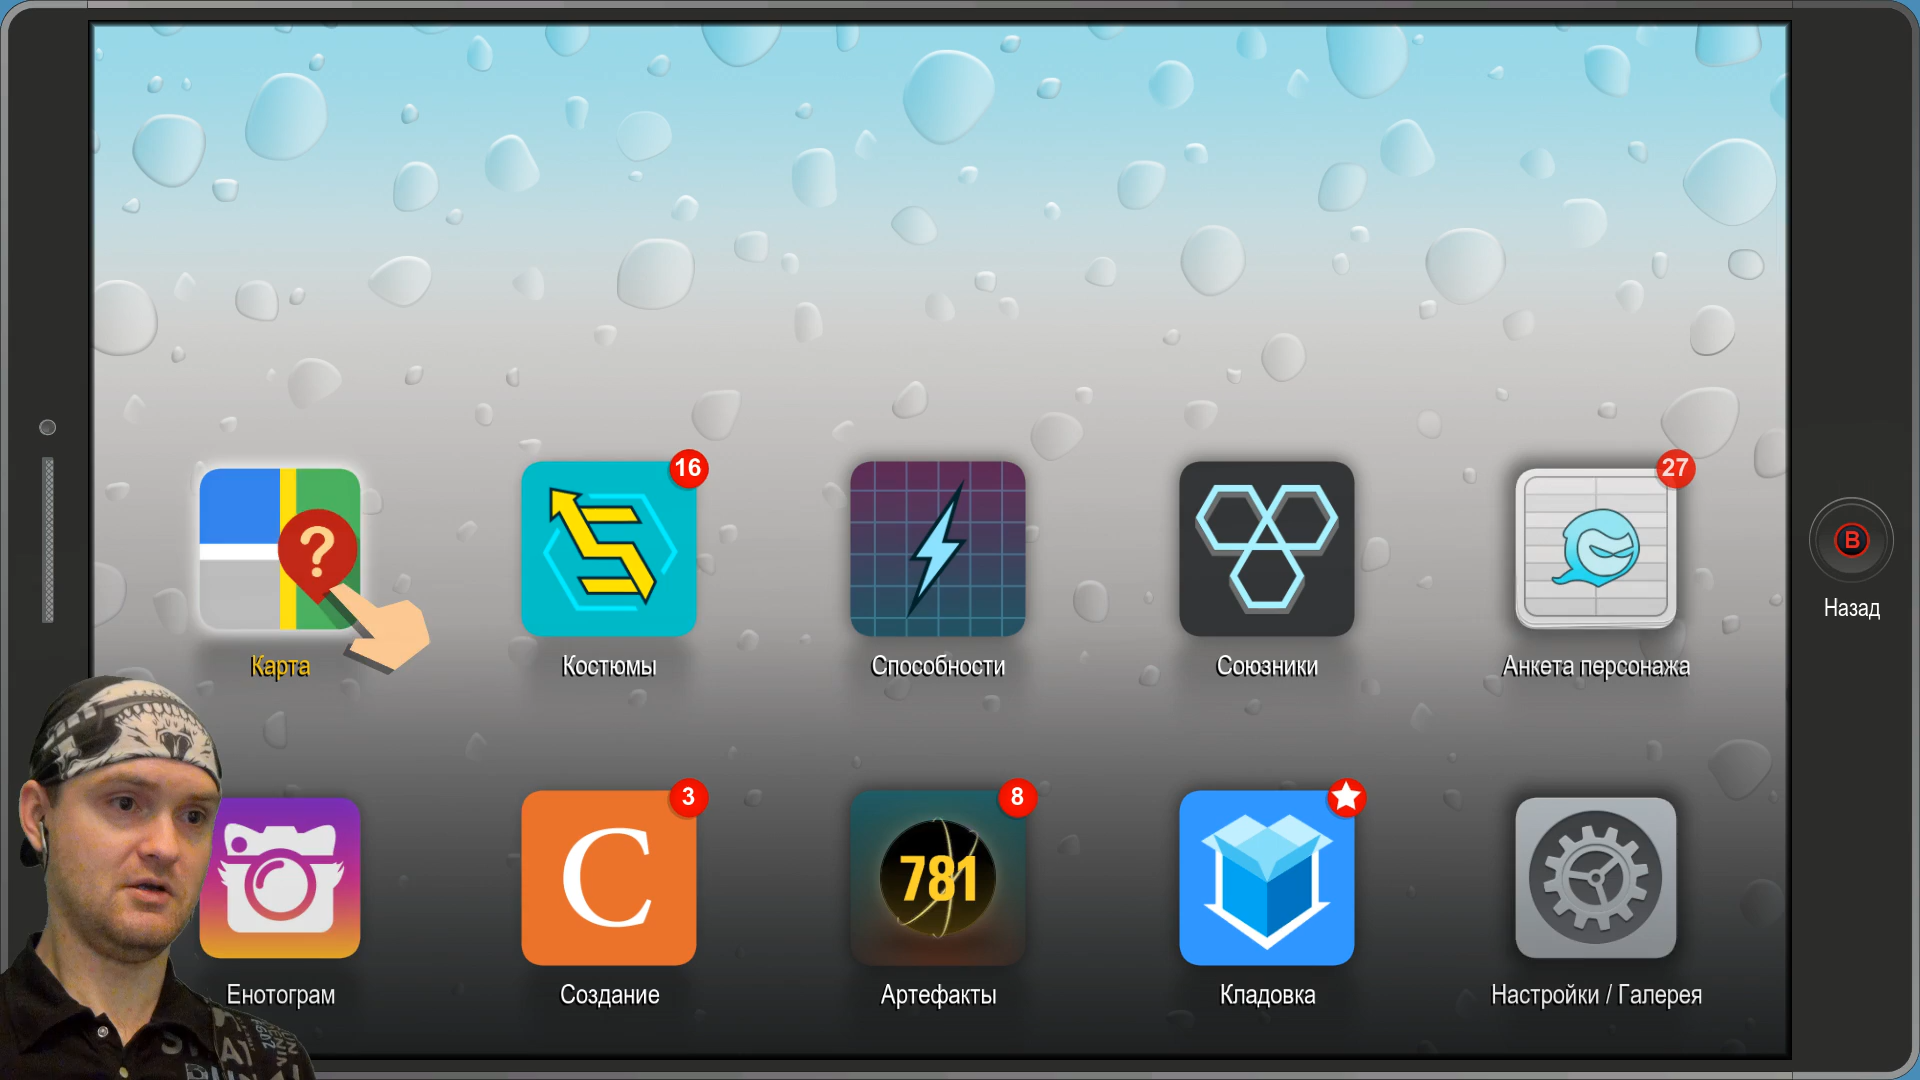 16
27
?
B
Назад
Карта
Костюмы
Способности
Союзники
Анкета персонажа
3
8
C
781
Енотограм
Создание
Артефакты
Кладовка
Настройки / Галерея